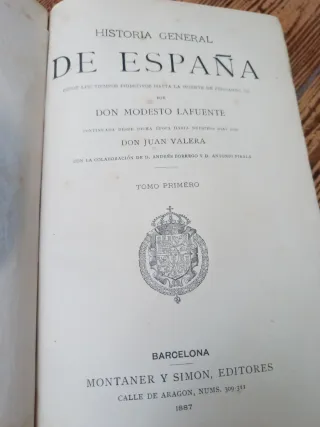 HISTORIA GENERAL
DE ESPAÑA
DESDE LOS TIEMPOS PRIMITIVOS HASTA LA MUERTE DE FERNANDO VII
POR
DON MODESTO LAFUENTE
CONTINUADA DESDE DICHA ÉPOCA HASTA NUESTROS DÍAS POR
DON JUAN VALERA
CON LA COLABORACIÓN DE D. ANDRÉS BORREGO Y D. ANTONIO PIRALA
TOMO PRIMERO
BARCELONA
MONTANER Y SIMON, EDITORES
CALLE DE ARAGON, NUMS. 309-311
1887